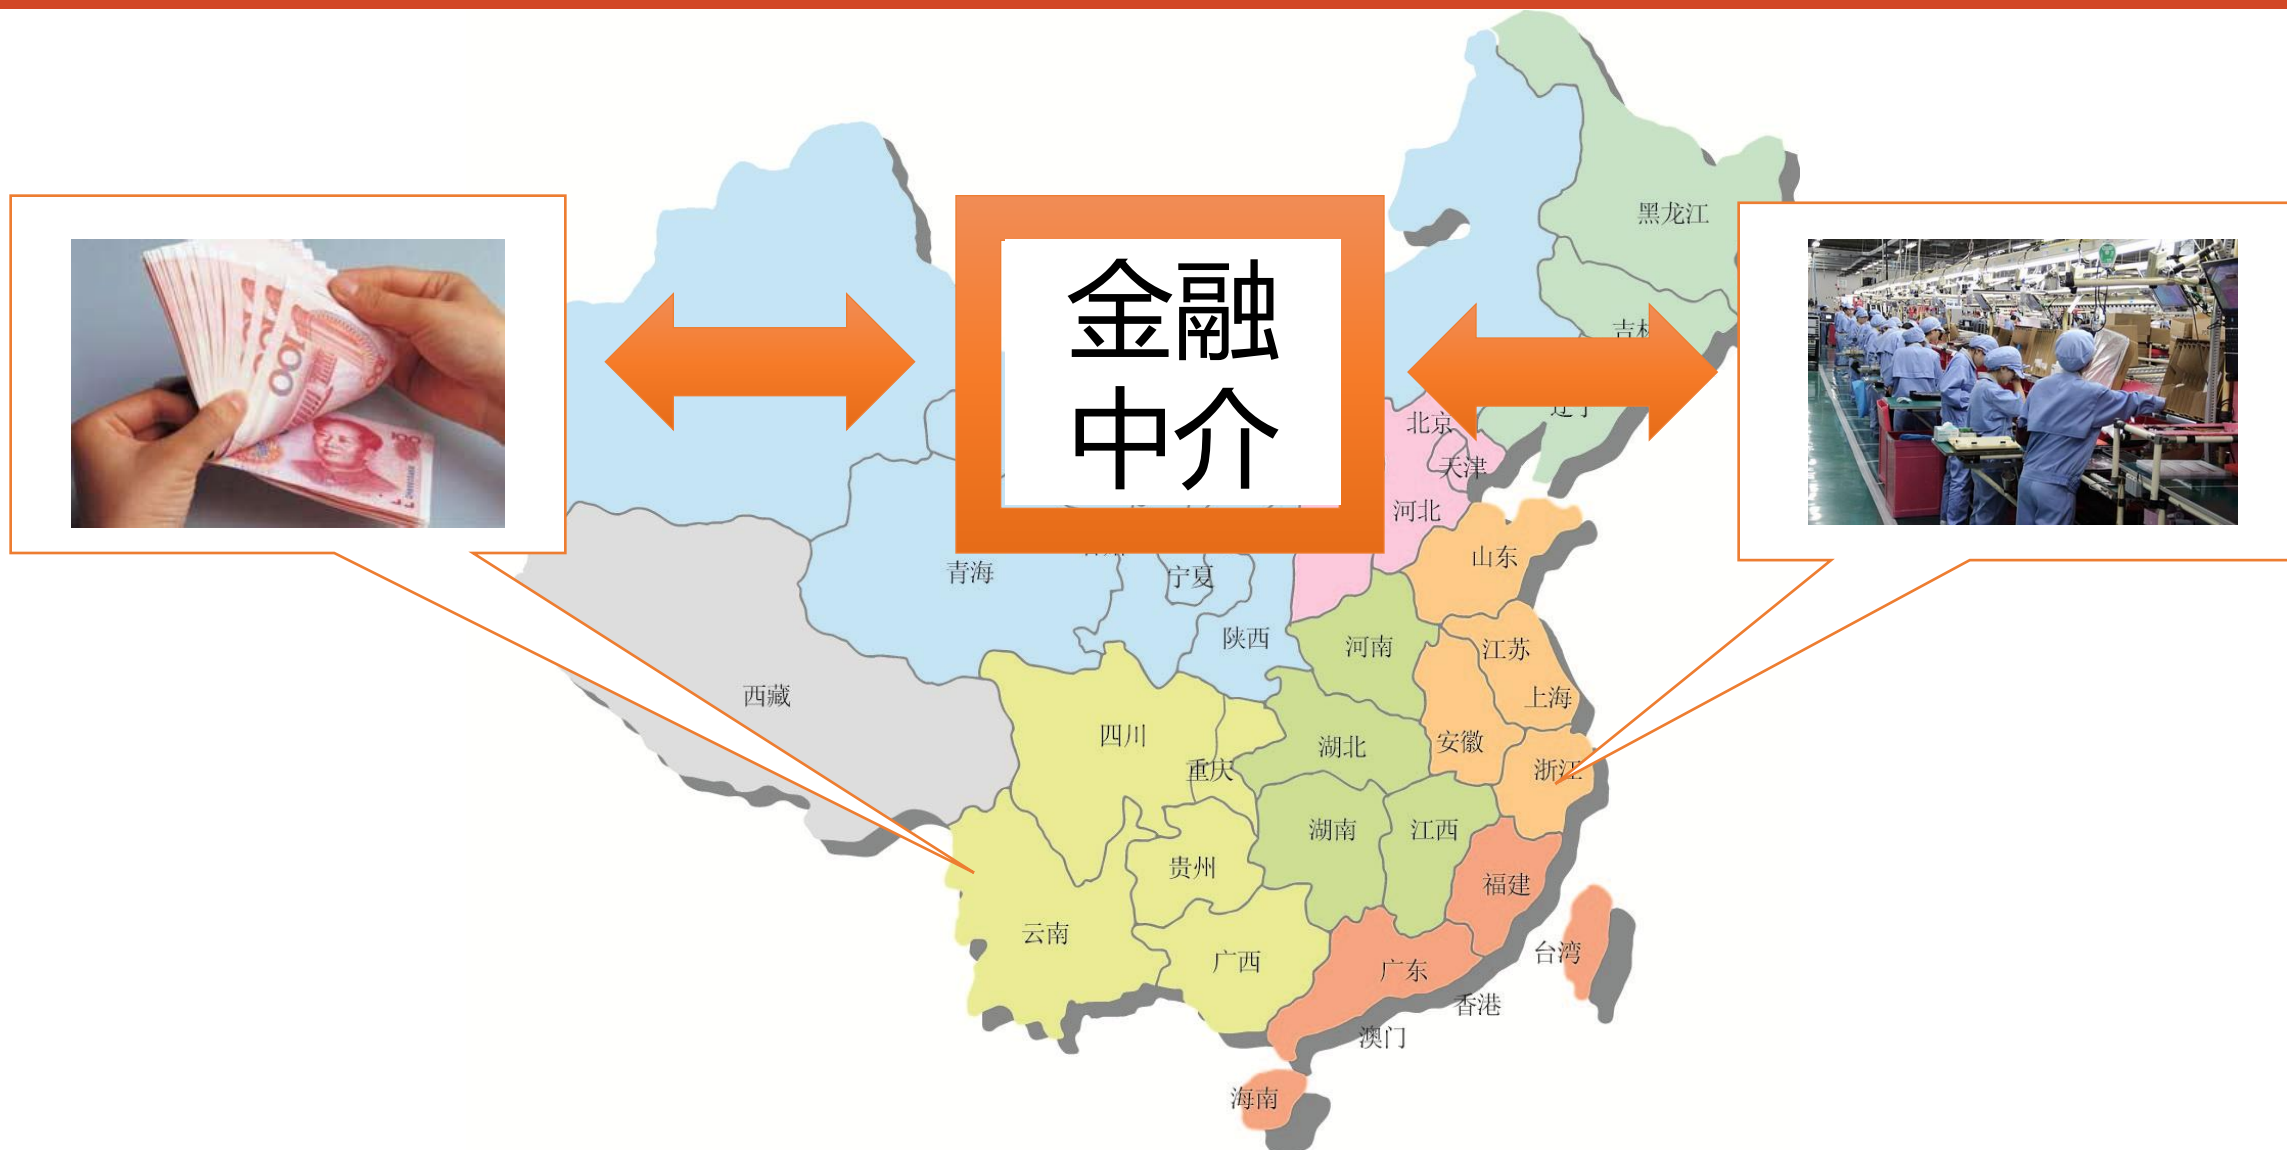 黑龙江
金融
中介
北京
天津
河北
山东
青海
宁夏
陕西
河南
江苏
西藏
上海
四川
湖北
安徽
重庆
浙江
湖南
江西
贵州
福建
云南
广西
广东
台湾
香港
澳门
海南
100